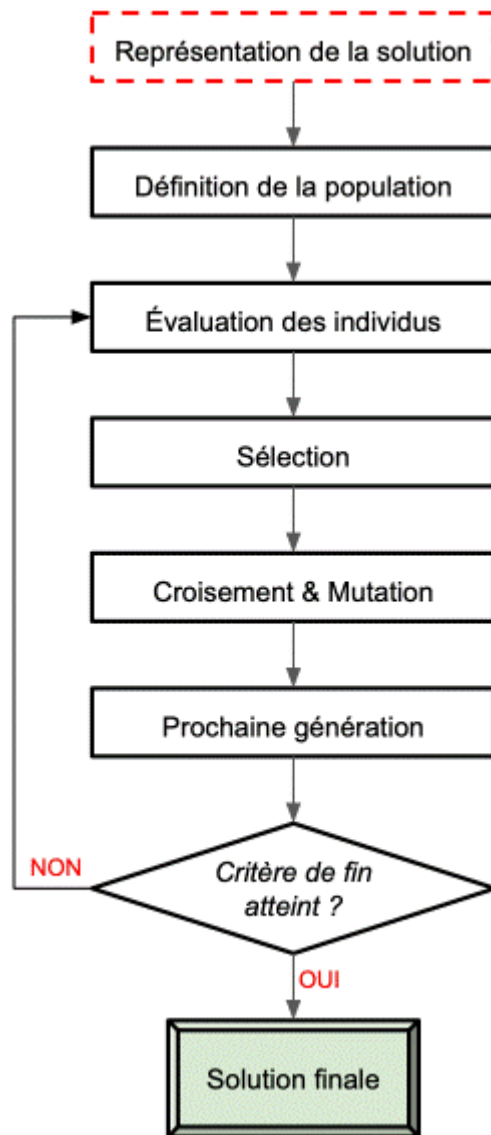 Représentation de la solution
Définition de la population
Évaluation des individus
Sélection
Croisement & Mutation
Prochaine génération
Critère de fin
atteint ?
NON
OUI
Solution finale